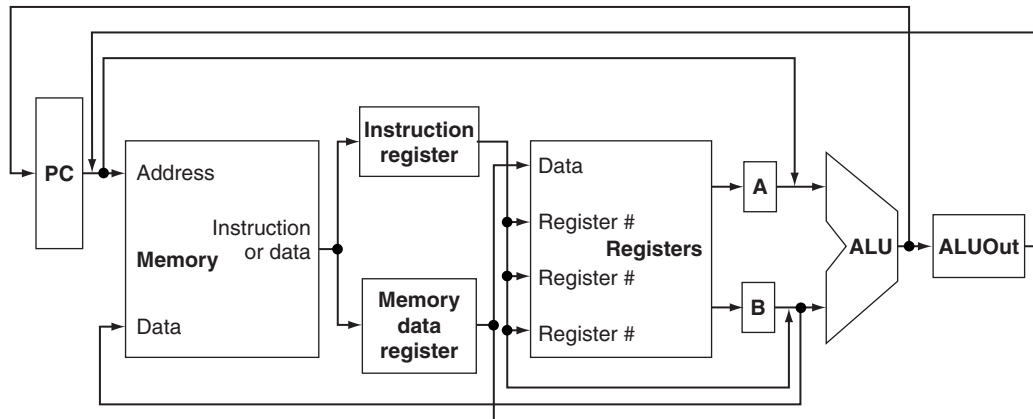 PC
Address
Memory
Instruction
or data
Data
Instruction
register
Memory
data
register
Data
Register #
Register #
Registers
Register #
A
B
ALU
ALUOut